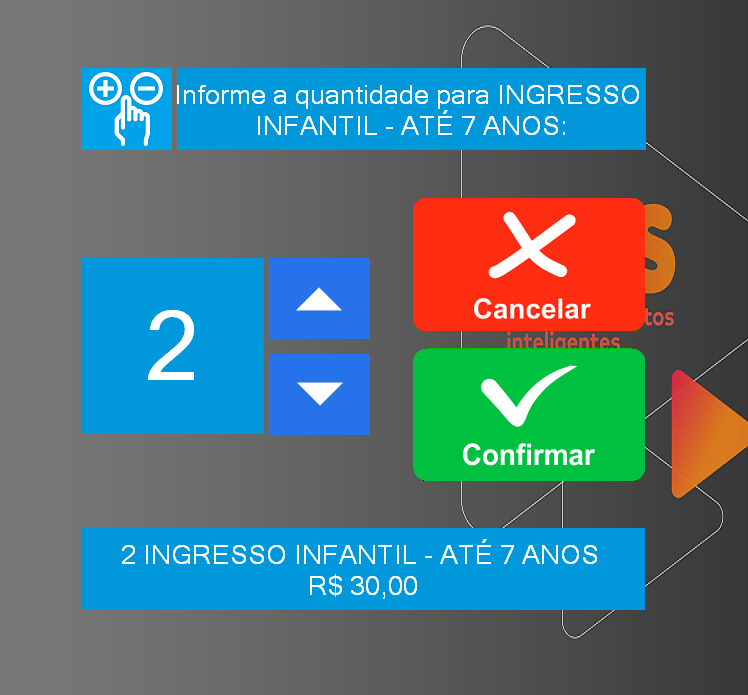 Informe a quantidade para INGRESSO
INFANTIL - ATÉ 7 ANOS:
2
Cancelar
tos
inteligentes
Confirmar
2 INGRESSO INFANTIL - ATÉ 7 ANOS
R$ 30,00